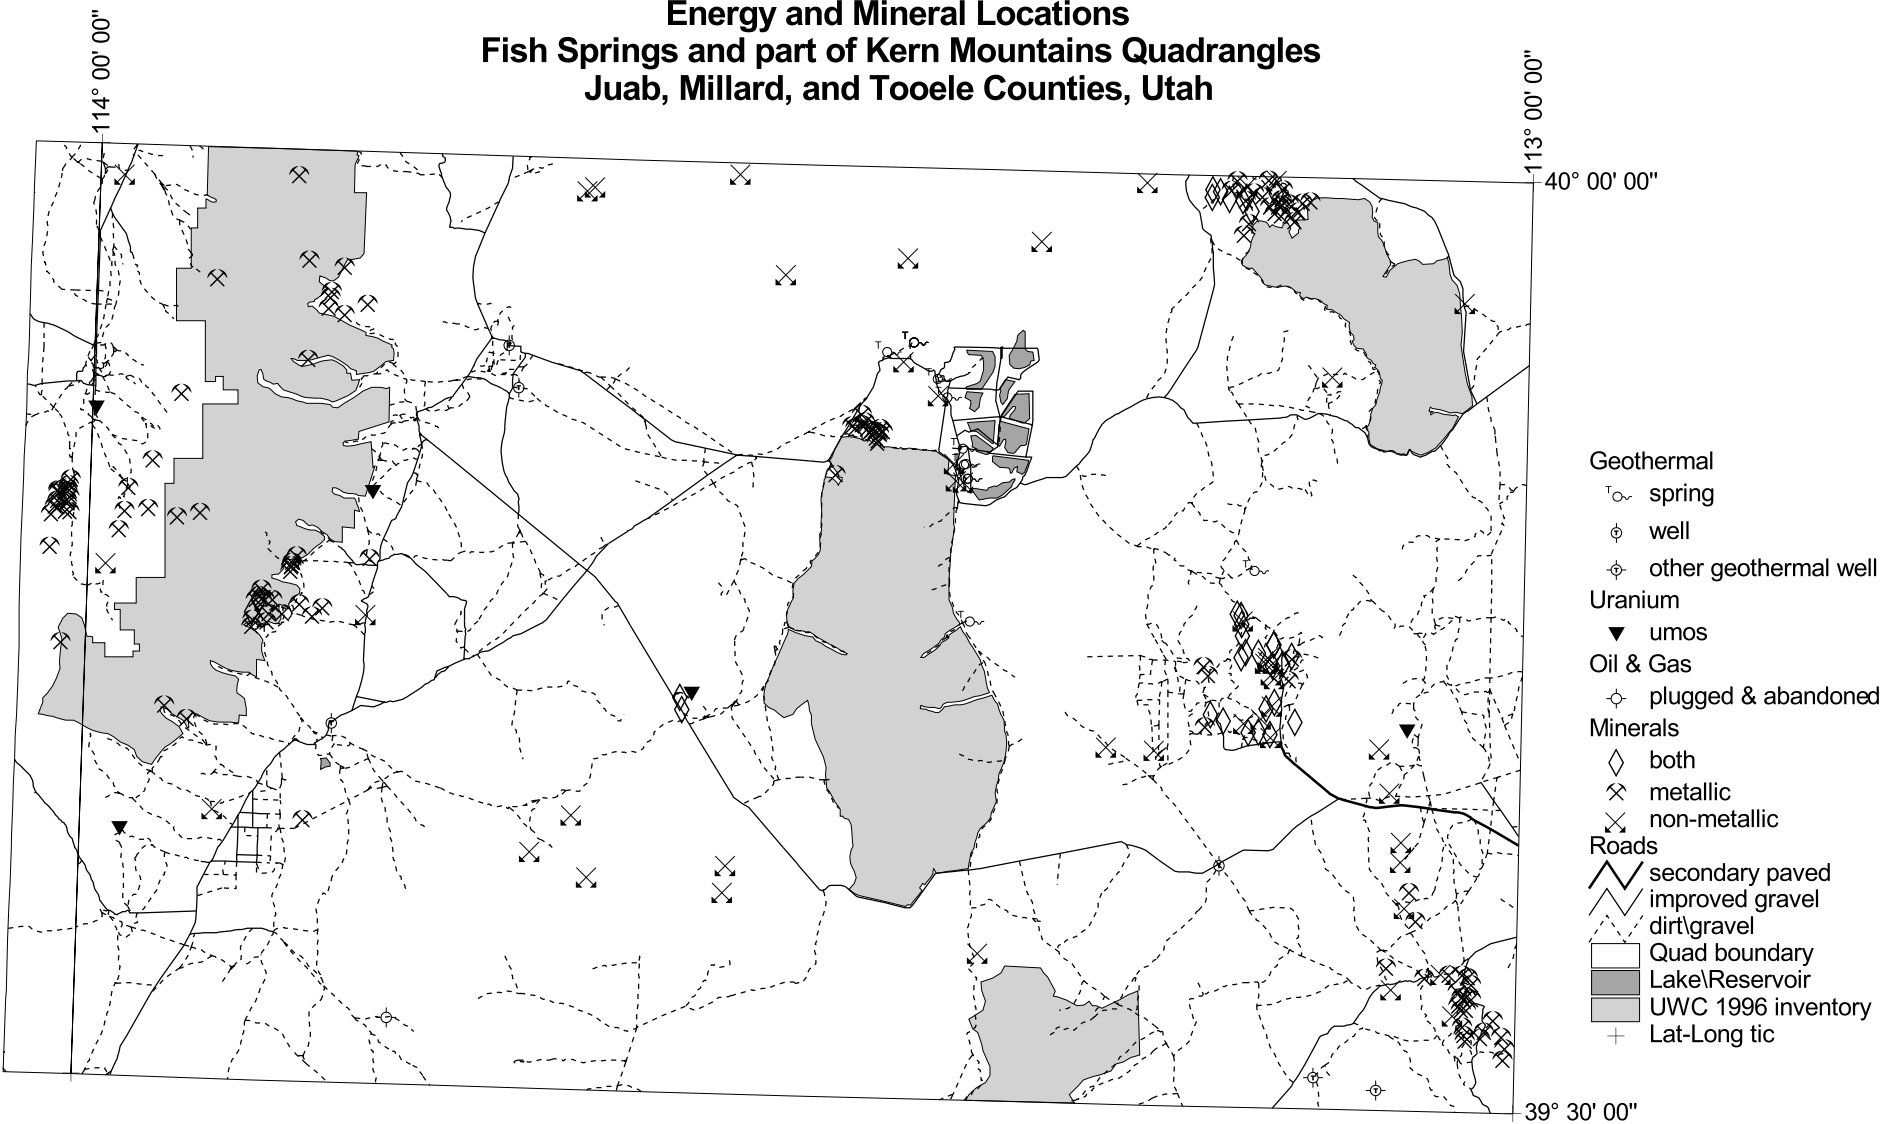 Energy and Mineral Locations
Fish Springs and part of Kern Mountains Quadrangles
Juab, Millard, and Tooele Counties, Utah
114° 00' 00"
113° 00' 00"
40° 00' 00"
Geothermal
spring
well
other geothermal well
Uranium
umos
Oil & Gas
plugged & abandoned
Minerals
both
metallic
non-metallic
Roads
secondary paved
improved gravel
dirt\gravel
Quad boundary
Lake\Reservoir
UWC 1996 inventory
Lat-Long tic
39° 30' 00"